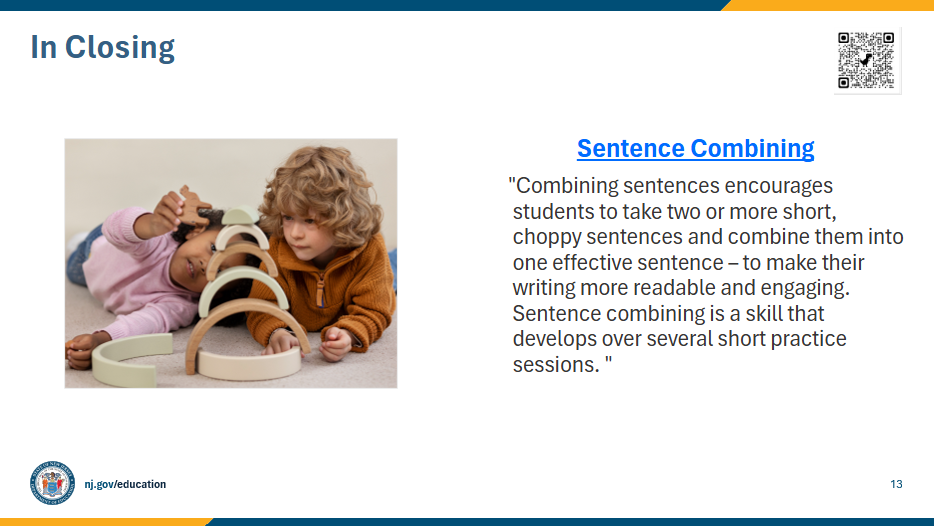 In Closing
Sentence Combining
"Combining sentences encourages
students to take two or more short,
choppy sentences and combine them into
one effective sentence – to make their
writing more readable and engaging.
Sentence combining is a skill that
develops over several short practice
sessions. "
nj.gov/education
13